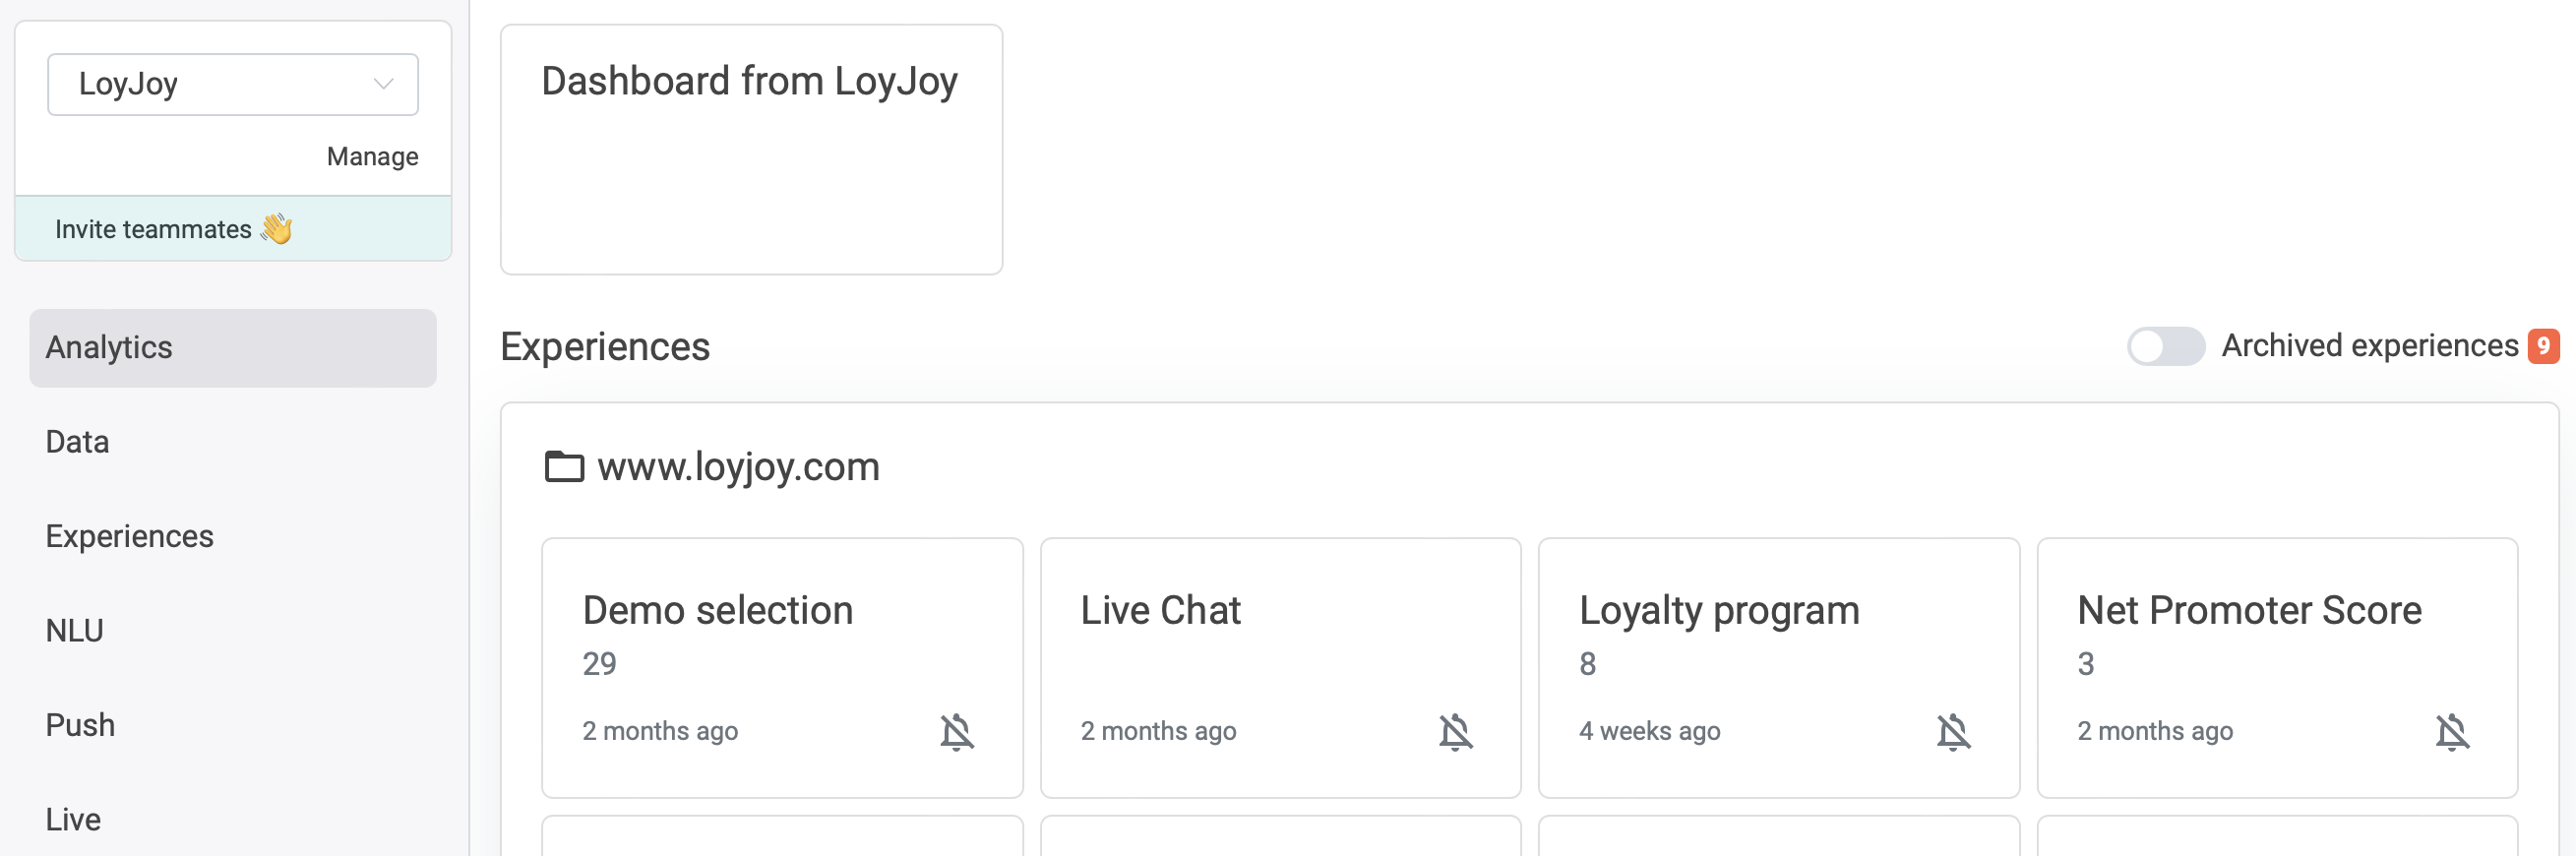 LoyJoy
Manage
Invite teammates 👋
Analytics
Data
Experiences
NLU
Push
Live
Dashboard from LoyJoy
Experiences
Archived experiences 9
www.loyjoy.com
Demo selection
29
2 months ago
Live Chat
2 months ago
Loyalty program
8
4 weeks ago
Net Promoter Score
3
2 months ago